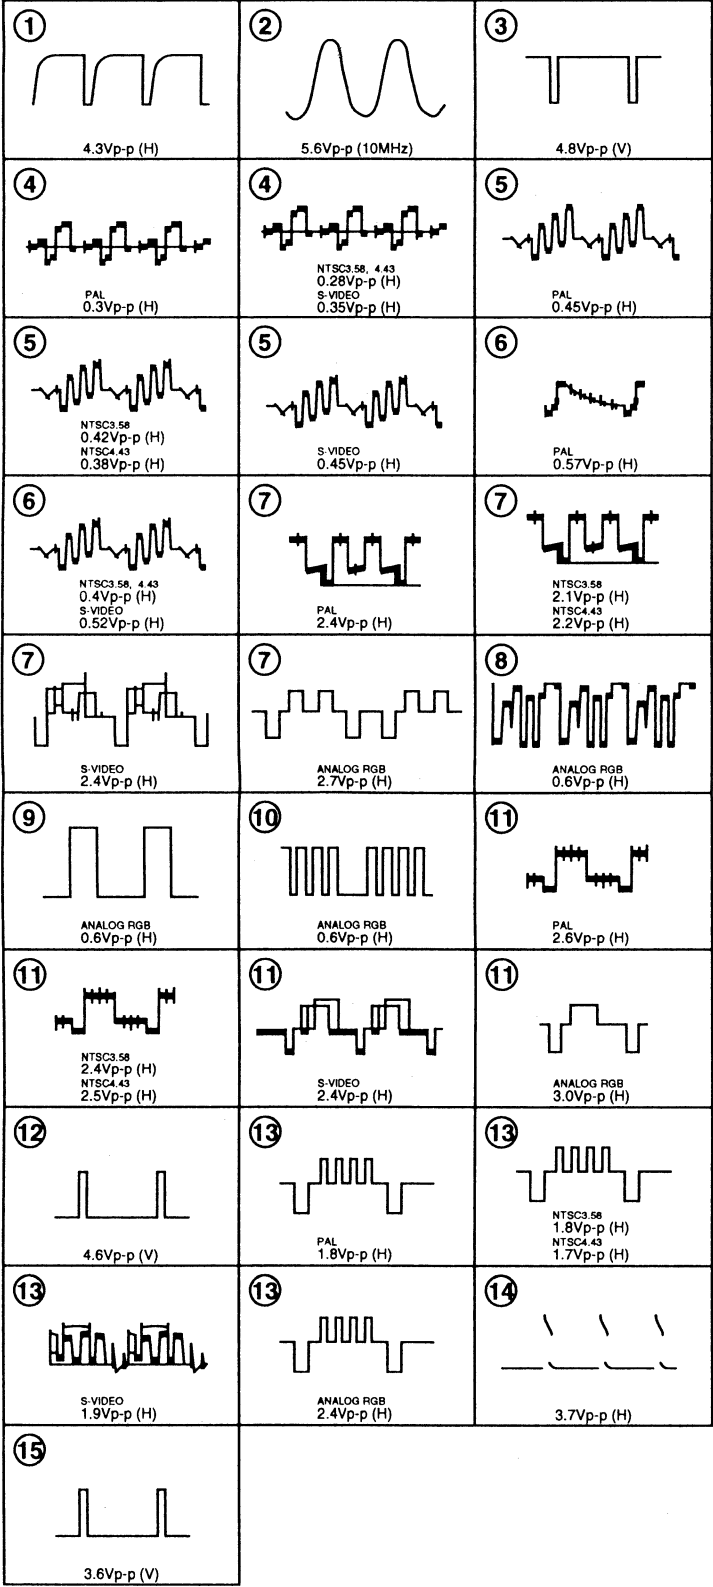 1
4.3Vp-p (H)
2
5.6Vp-p (10MHz)
3
4.8Vp-p (V)
4
PAL
0.3Vp-p (H)
4
NTSC3.58, 4.43
0.28Vp-p (H)
S-VIDEO
0.35Vp-p (H)
5
PAL
0.45Vp-p (H)
5
NTSC3.58
0.42Vp-p (H)
NTSC4.43
0.38Vp-p (H)
5
S-VIDEO
0.45Vp-p (H)
6
PAL
0.57Vp-p (H)
6
NTSC3.58, 4.43
0.4Vp-p (H)
S-VIDEO
0.52Vp-p (H)
7
PAL
2.4Vp-p (H)
7
NTSC3.58
2.1Vp-p (H)
NTSC4.43
2.2Vp-p (H)
7
S-VIDEO
2.4Vp-p (H)
7
ANALOG RGB
2.7Vp-p (H)
8
ANALOG RGB
0.6Vp-p (H)
9
ANALOG RGB
0.6Vp-p (H)
10
ANALOG RGB
0.6Vp-p (H)
11
PAL
2.6Vp-p (H)
11
NTSC3.58
2.4Vp-p (H)
NTSC4.43
2.5Vp-p (H)
11
S-VIDEO
2.4Vp-p (H)
11
ANALOG RGB
3.0Vp-p (H)
12
4.6Vp-p (V)
13
PAL
1.8Vp-p (H)
13
NTSC3.58
1.8Vp-p (H)
NTSC4.43
1.7Vp-p (H)
13
S-VIDEO
1.9Vp-p (H)
13
ANALOG RGB
2.4Vp-p (H)
14
3.7Vp-p (H)
15
3.6Vp-p (V)